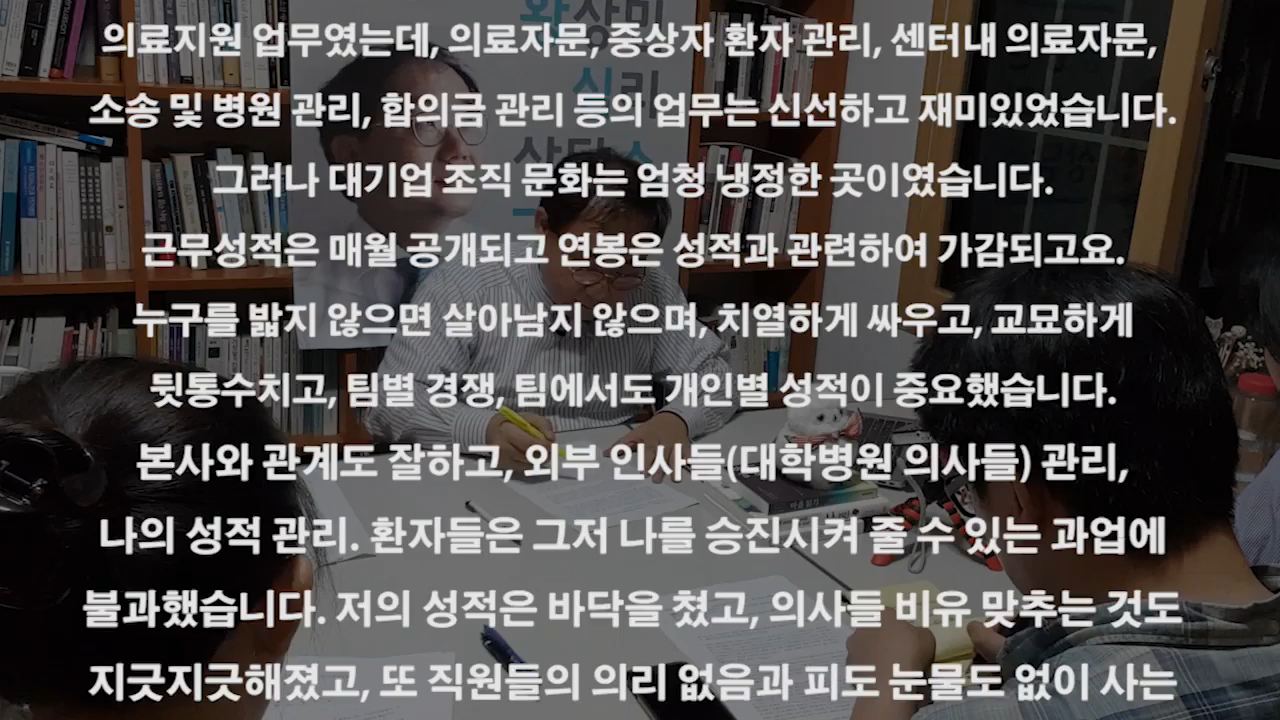 의료지원 업무였는데, 의료자문, 중상자 환자 관리, 센터내 의료자문,
소송 및 병원 관리, 합의금 관리 등의 업무는 신선하고 재미있었습니다.
그러나 대기업 조직 문화는 엄청 냉정한 곳이였습니다.
근무성적은 매월 공개되고 연봉은 성적과 관련하여 가감되고요.
누구를 밟지 않으면 살아남지 않으며, 치열하게 싸우고, 교묘하게
뒷통수치고, 팀별 경쟁, 팀에서도 개인별 성적이 중요했습니다.
본사와 관계도 잘하고, 외부 인사들(대학병원 의사들) 관리,
나의 성적 관리. 환자들은 그저 나를 승진시켜 줄 수 있는 과업에
불과했습니다. 저의 성적은 바닥을 쳤고, 의사들 비유 맞추는 것도
지긋지긋해졌고, 또 직원들의 의리 없음과 피도 눈물도 없이 사는